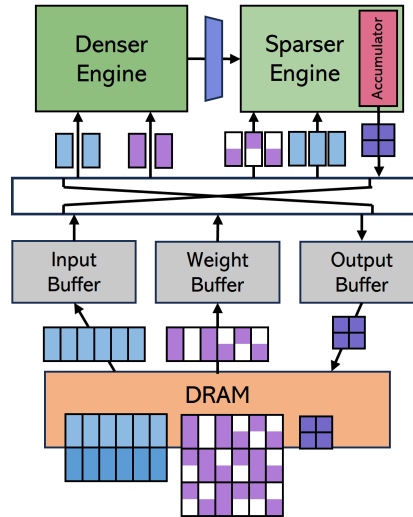 Denser
Engine
Sparser
Engine
Accumulator
Input
Buffer
Weight
Buffer
Output
Buffer
DRAM